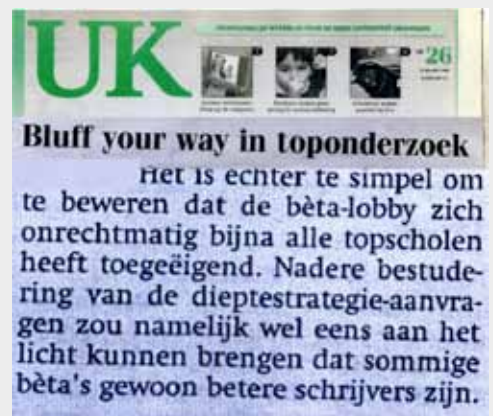 UK
26
Bluff your way in toponderzoek
Het is echter te simpel om
te beweren dat de bèta-lobby zich
onrechtmatig bijna alle topscholen
heeft toegeëigend. Nadere bestude-
ring van de dieptestrategie-aanvra-
gen zou namelijk wel eens aan het
licht kunnen brengen dat sommige
bèta's gewoon betere schrijvers zijn.